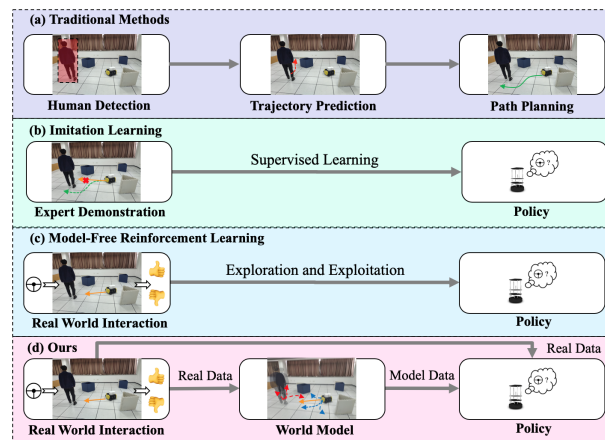 (a) Traditional Methods
Human Detection
Trajectory Prediction
Path Planning
(b) Imitation Learning
Supervised Learning
Expert Demonstration
Policy
(c) Model-Free Reinforcement Learning
Exploration and Exploitation
?
Real World Interaction
Policy
(d) Ours
Real Data
Real Data
Model Data
?
Real World Interaction
World Model
Policy